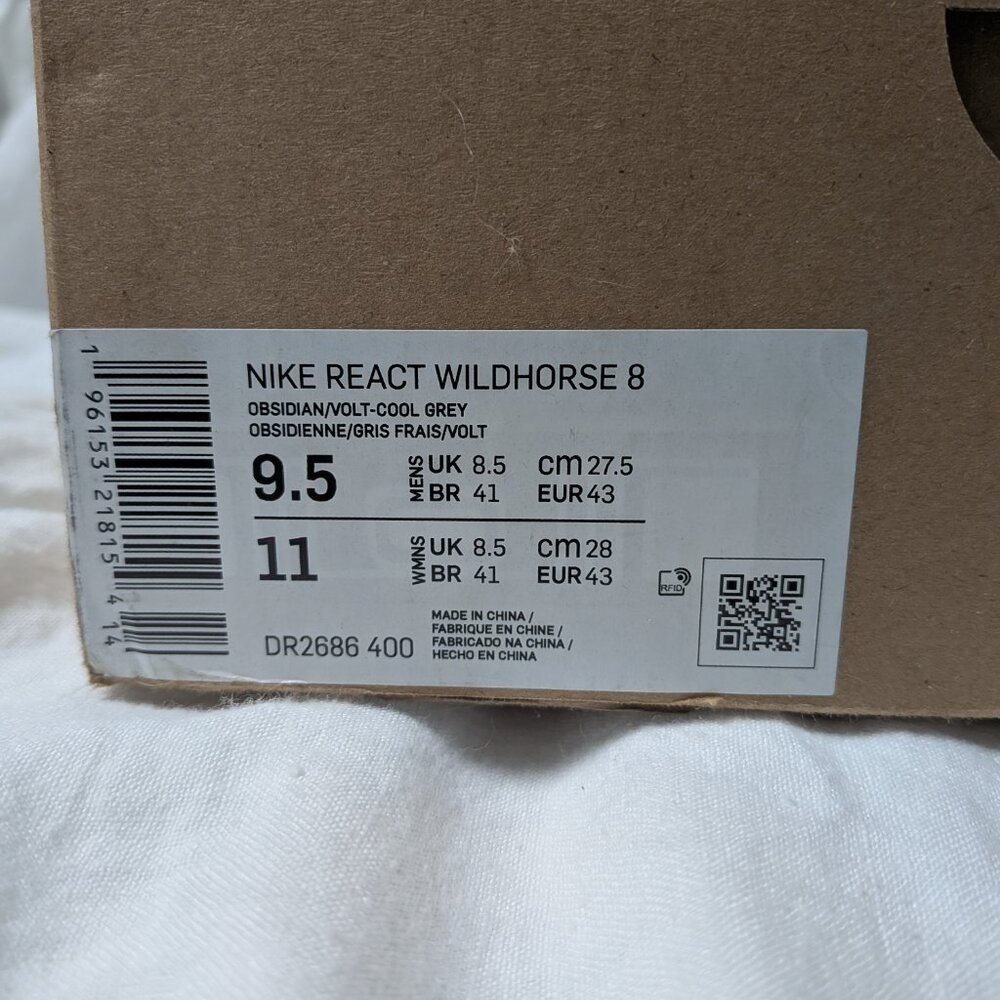 NIKE REACT WILDHORSE 8
OBSIDIAN/VOLT-COOL GREY
OBSIDIENNE/GRIS FRAIS/VOLT
9.5 MENS UK 8.5 CM 27.5
BR 41 EUR 43
11 WMNS UK 8.5 CM 28
BR 41 EUR 43
RFID
DR2686 400
MADE IN CHINA /
FABRIQUE EN CHINE /
FABRICADO NA CHINA /
HECHO EN CHINA
1 96153 21815 4 14